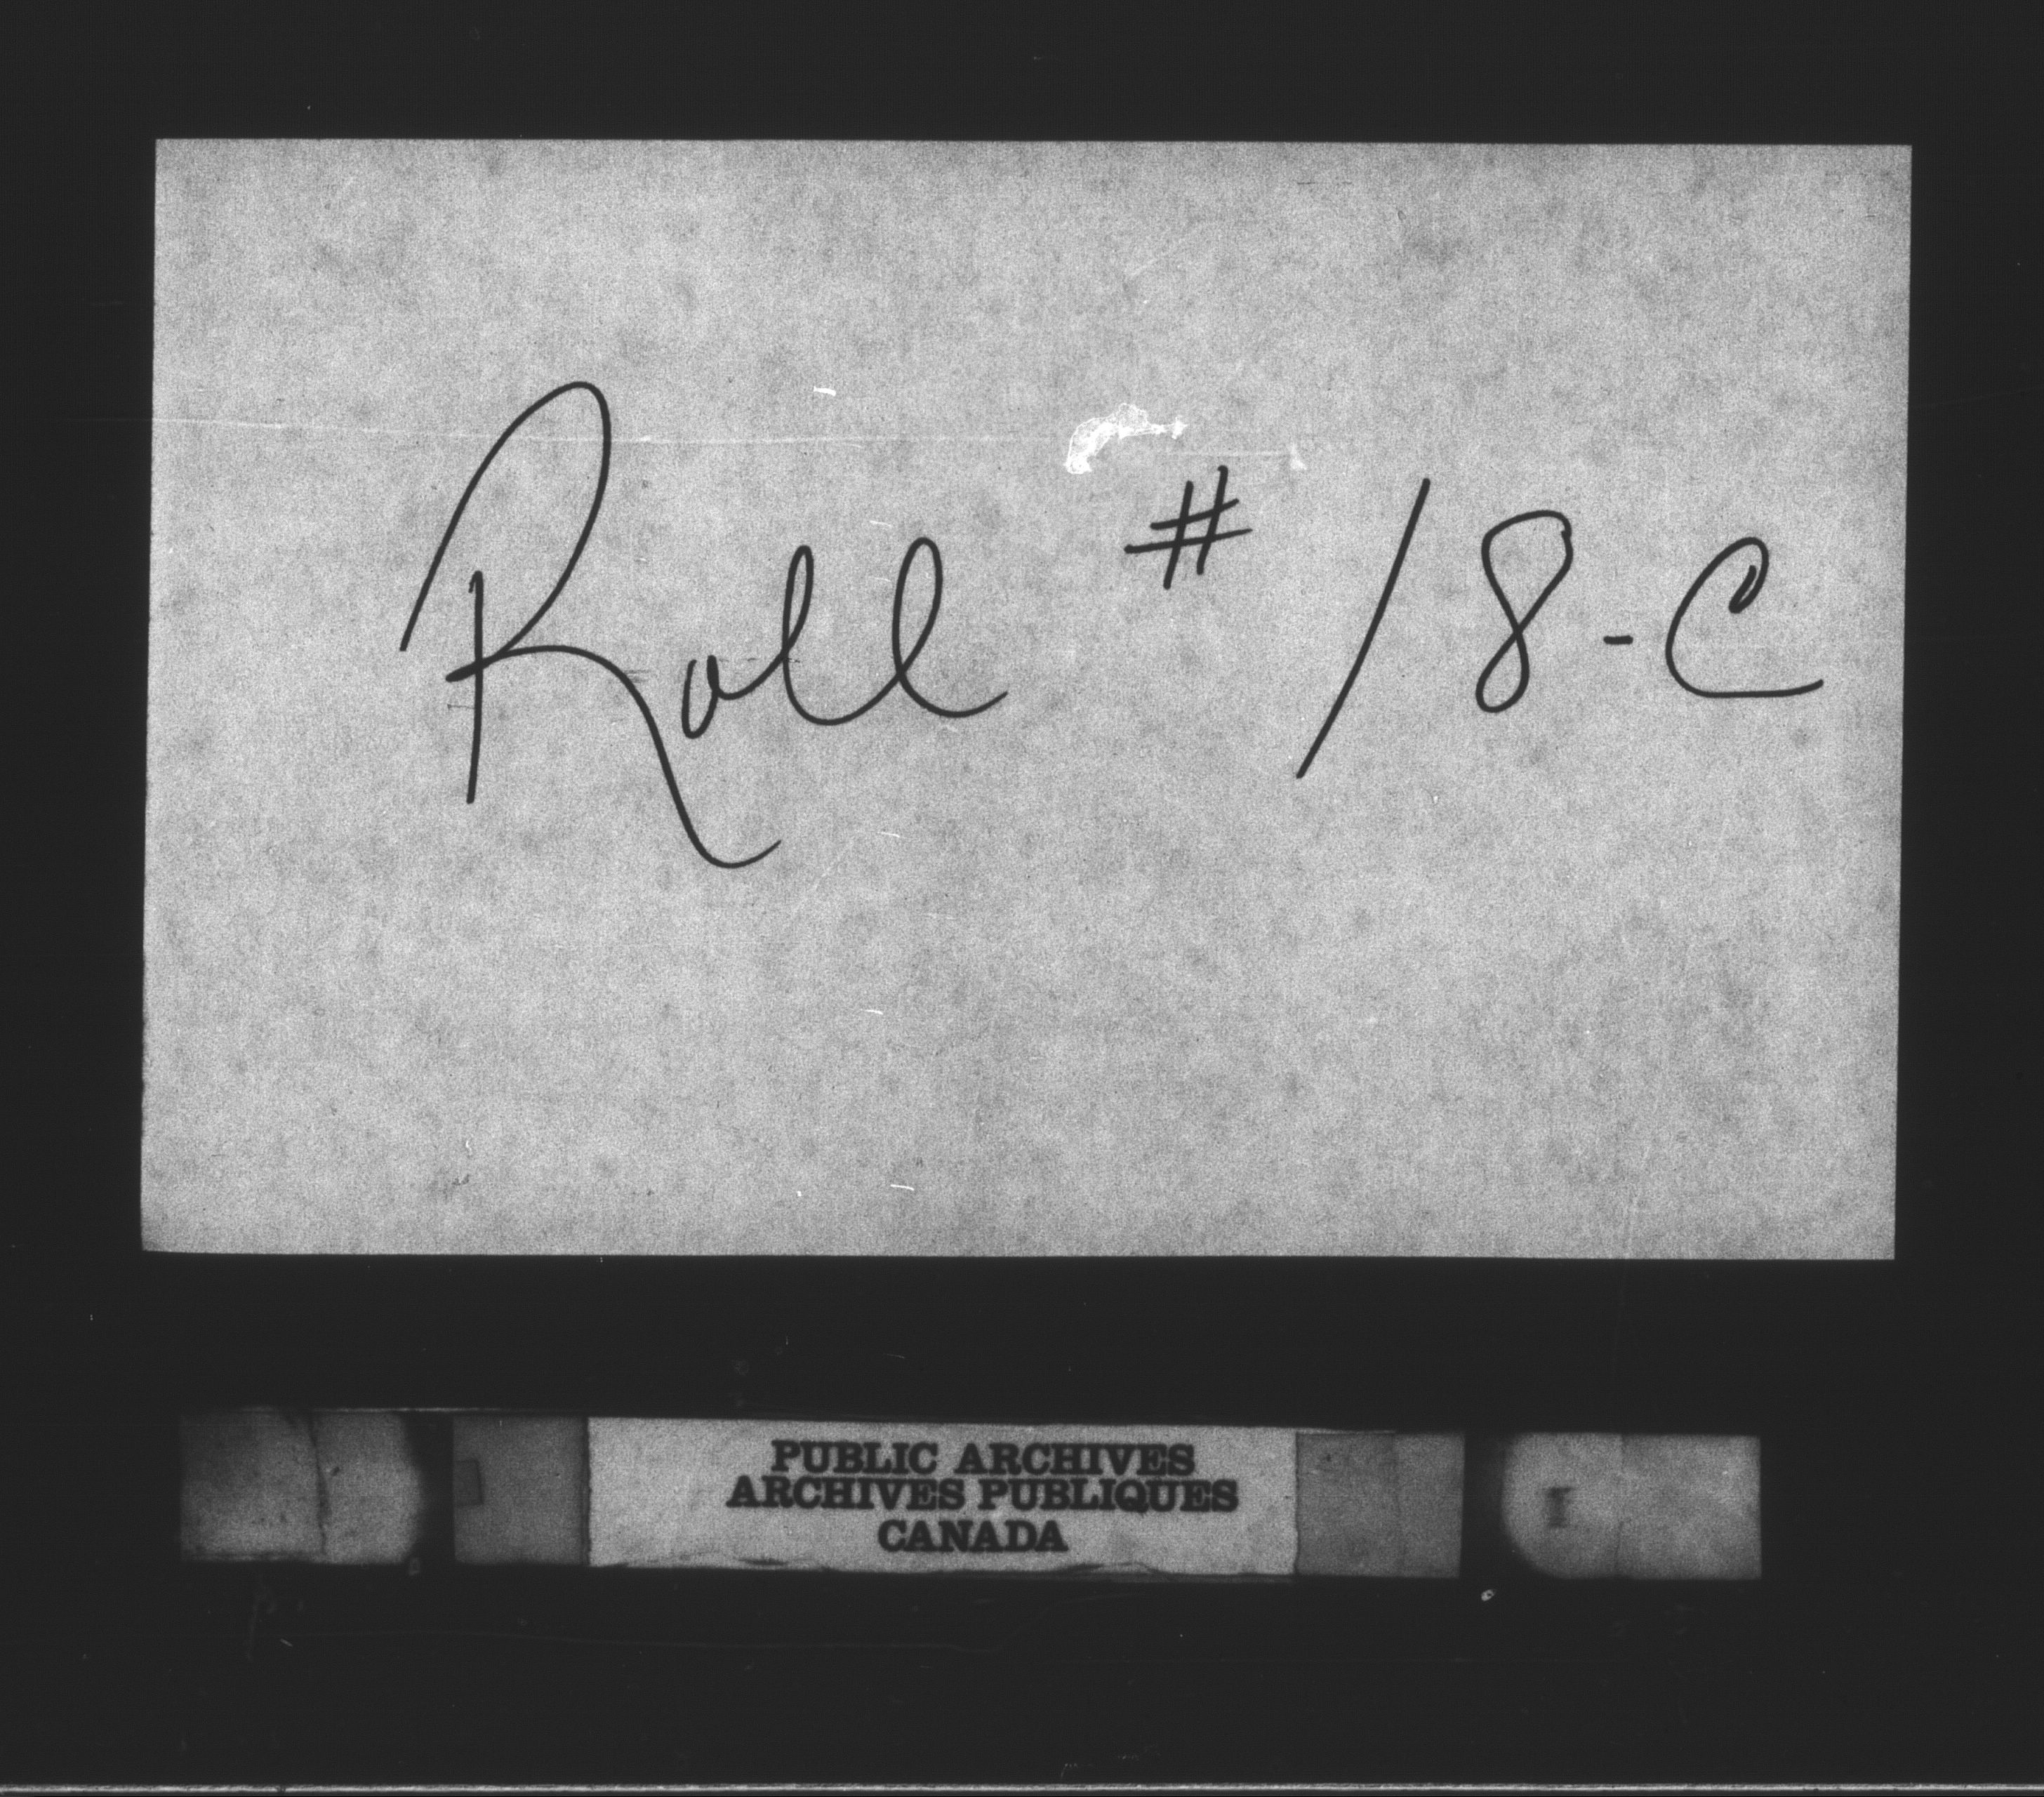 Roll # 18-C
PUBLIC ARCHIVES
ARCHIVES PUBLIQUES
CANADA